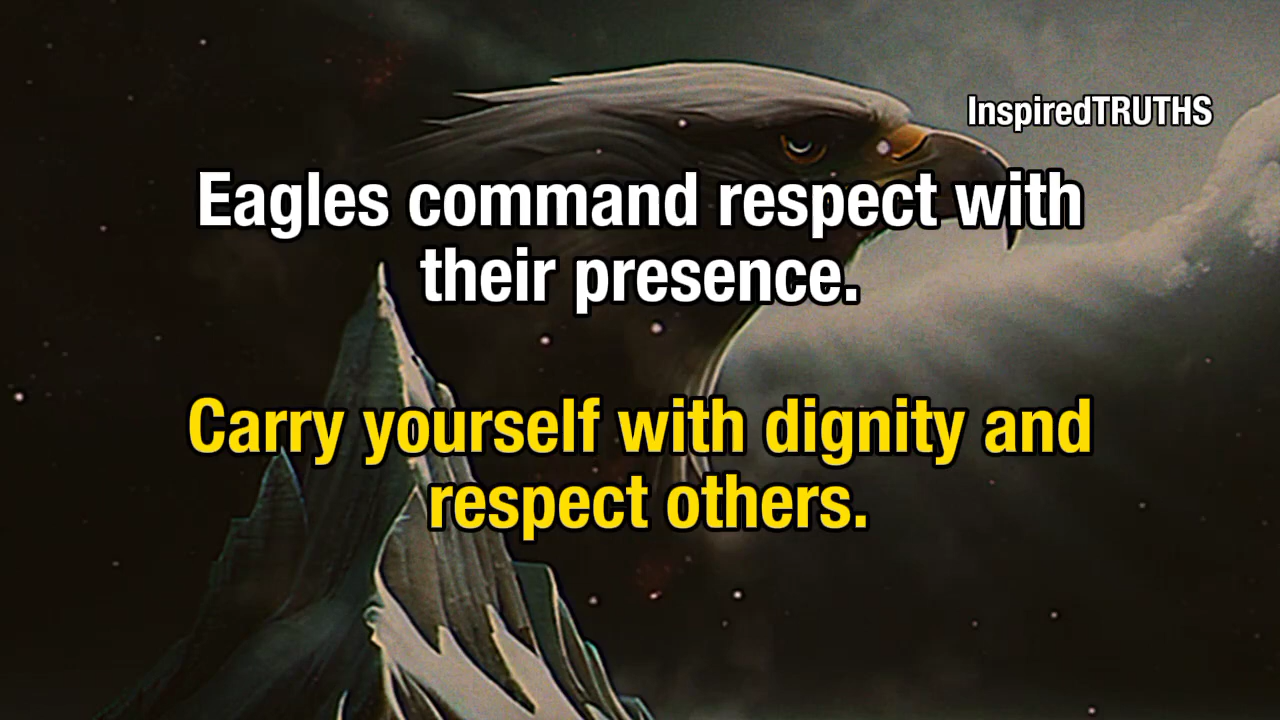 InspiredTRUTHS
Eagles command respect with
their presence.
Carry yourself with dignity and
respect others.